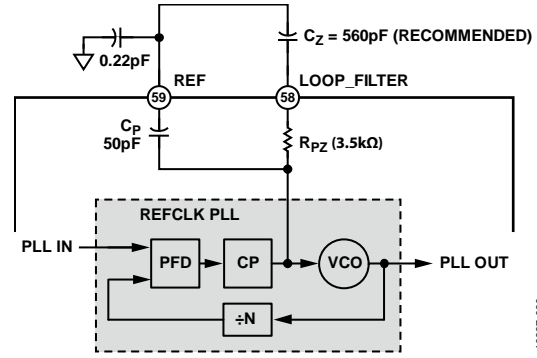 C_Z = 560pF (RECOMMENDED)
0.22pF
REF
LOOP_FILTER
59
58
C_P
50pF
R_PZ (3.5kΩ)
REFCLK PLL
PLL IN
PFD
CP
VCO
PLL OUT
÷N